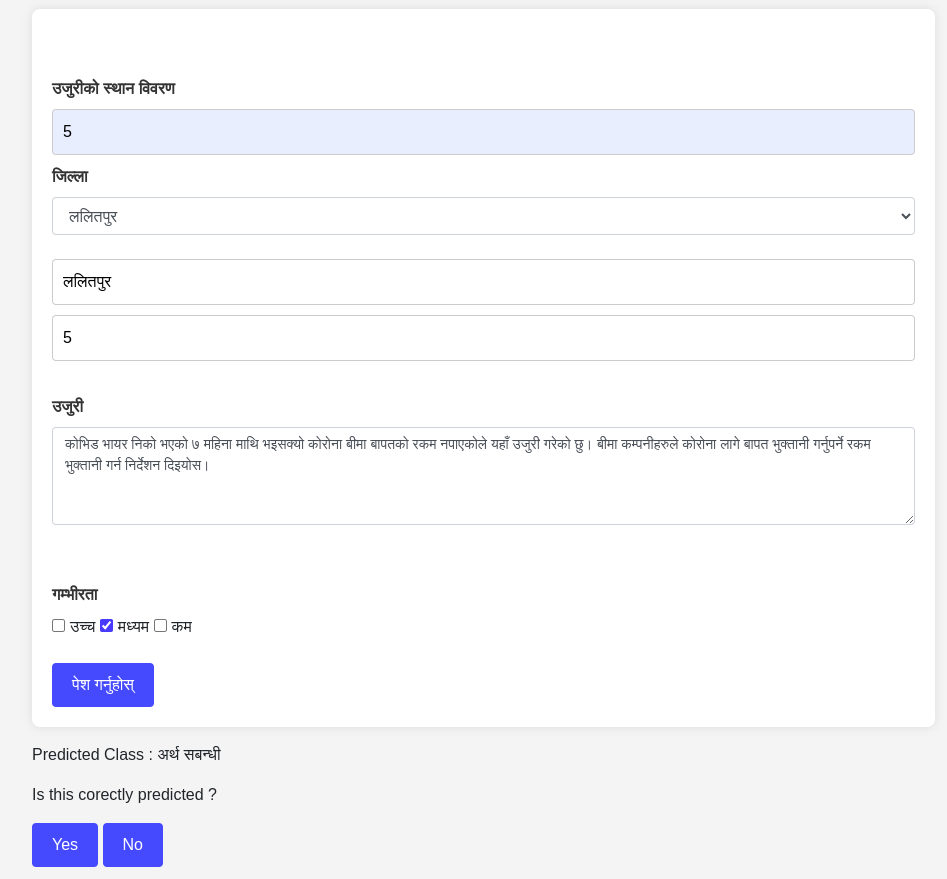 उजुरीको स्थान विवरण
5
जिल्ला
ललितपुर
ललितपुर
5
उजुरी
कोभिड भायर निको भएको ७ महिना माथि भइसक्यो कोरोना बीमा बापतको रकम नपाएकोले यहाँ उजुरी गरेको छु। बीमा कम्पनीहरुले कोरोना लागे बापत भुक्तानी गर्नुपर्ने रकम
भुक्तानी गर्न निर्देशन दिइयोस।
गम्भीरता
उच्च मध्यम कम
पेश गर्नुहोस्
Predicted Class : अर्थ सबन्धी
Is this corectly predicted ?
Yes No